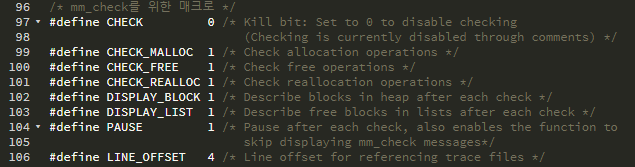 96 /* mm_check를 위한 매크로 */
97 #define CHECK 0 /* Kill bit: Set to 0 to disable checking
98 (Checking is currently disabled through comments) */
99 #define CHECK_MALLOC 1 /* Check allocation operations */
100 #define CHECK_FREE 1 /* Check free operations */
101 #define CHECK_REALLOC 1 /* Check reallocation operations */
102 #define DISPLAY_BLOCK 1 /* Describe blocks in heap after each check */
103 #define DISPLAY_LIST 1 /* Describe free blocks in lists after each check */
104 #define PAUSE 1 /* Pause after each check, also enables the function to
105 skip displaying mm_check messages*/
106 #define LINE_OFFSET 4 /* Line offset for referencing trace files */